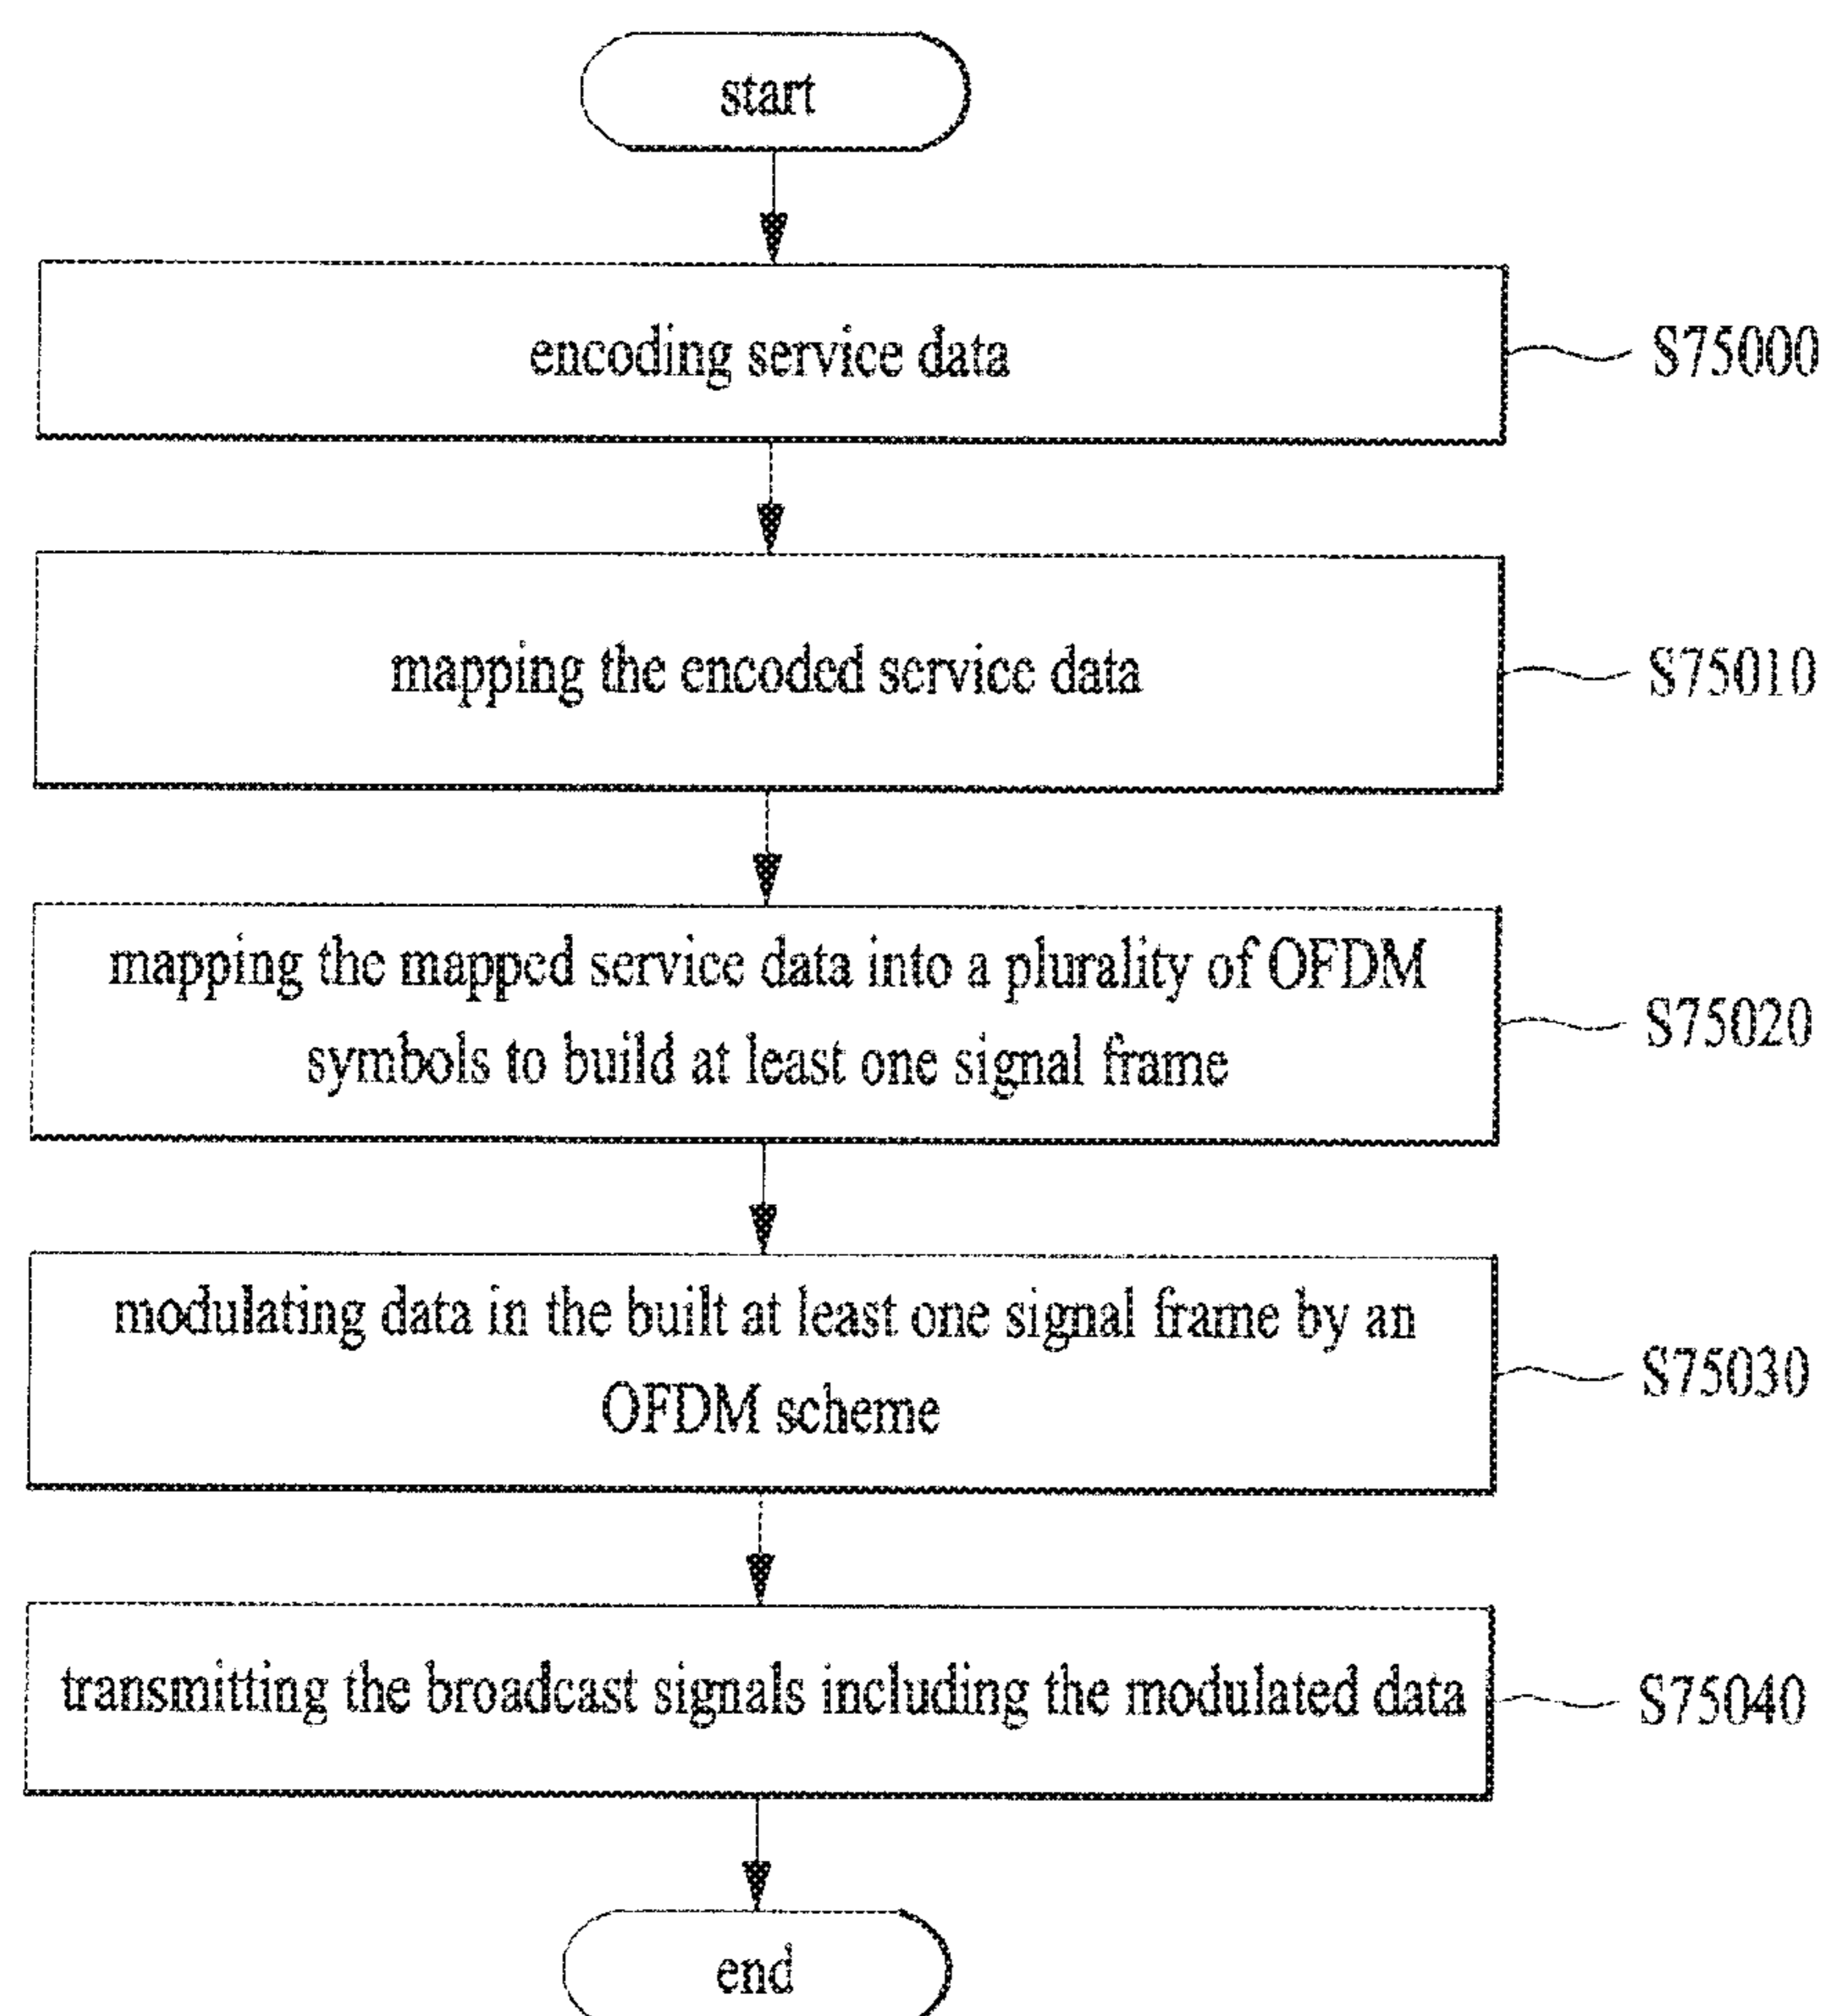 start
encoding service data
S75000
mapping the encoded service data
S75010
mapping the mapped service data into a plurality of OFDM
symbols to build at least one signal frame
S75020
modulating data in the built at least one signal frame by an
OFDM scheme
S75030
transmitting the broadcast signals including the modulated data
S75040
end